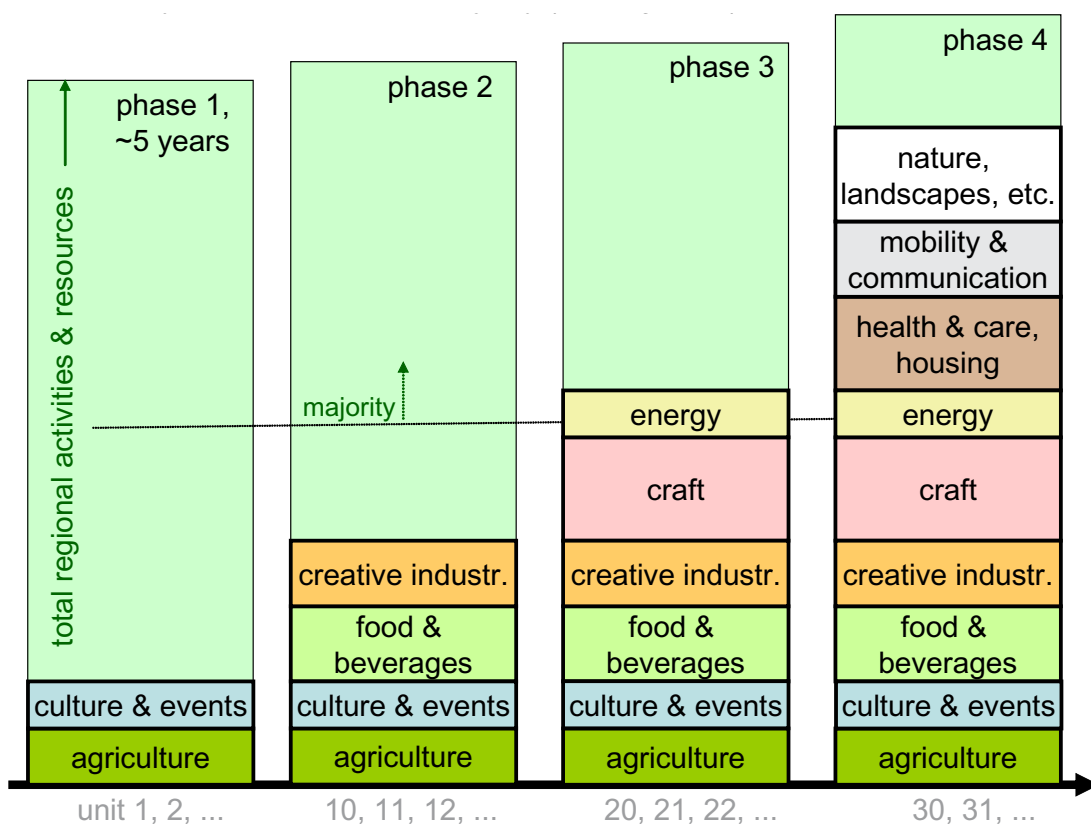 phase 1,
~5 years
total regional activities & resources
culture & events
agriculture
unit 1, 2, ...
phase 2
majority
creative industr.
food &
beverages
culture & events
agriculture
10, 11, 12, ...
phase 3
energy
craft
creative industr.
food &
beverages
culture & events
agriculture
20, 21, 22, ...
phase 4
nature,
landscapes, etc.
mobility &
communication
health & care,
housing
energy
craft
creative industr.
food &
beverages
culture & events
agriculture
30, 31, ...